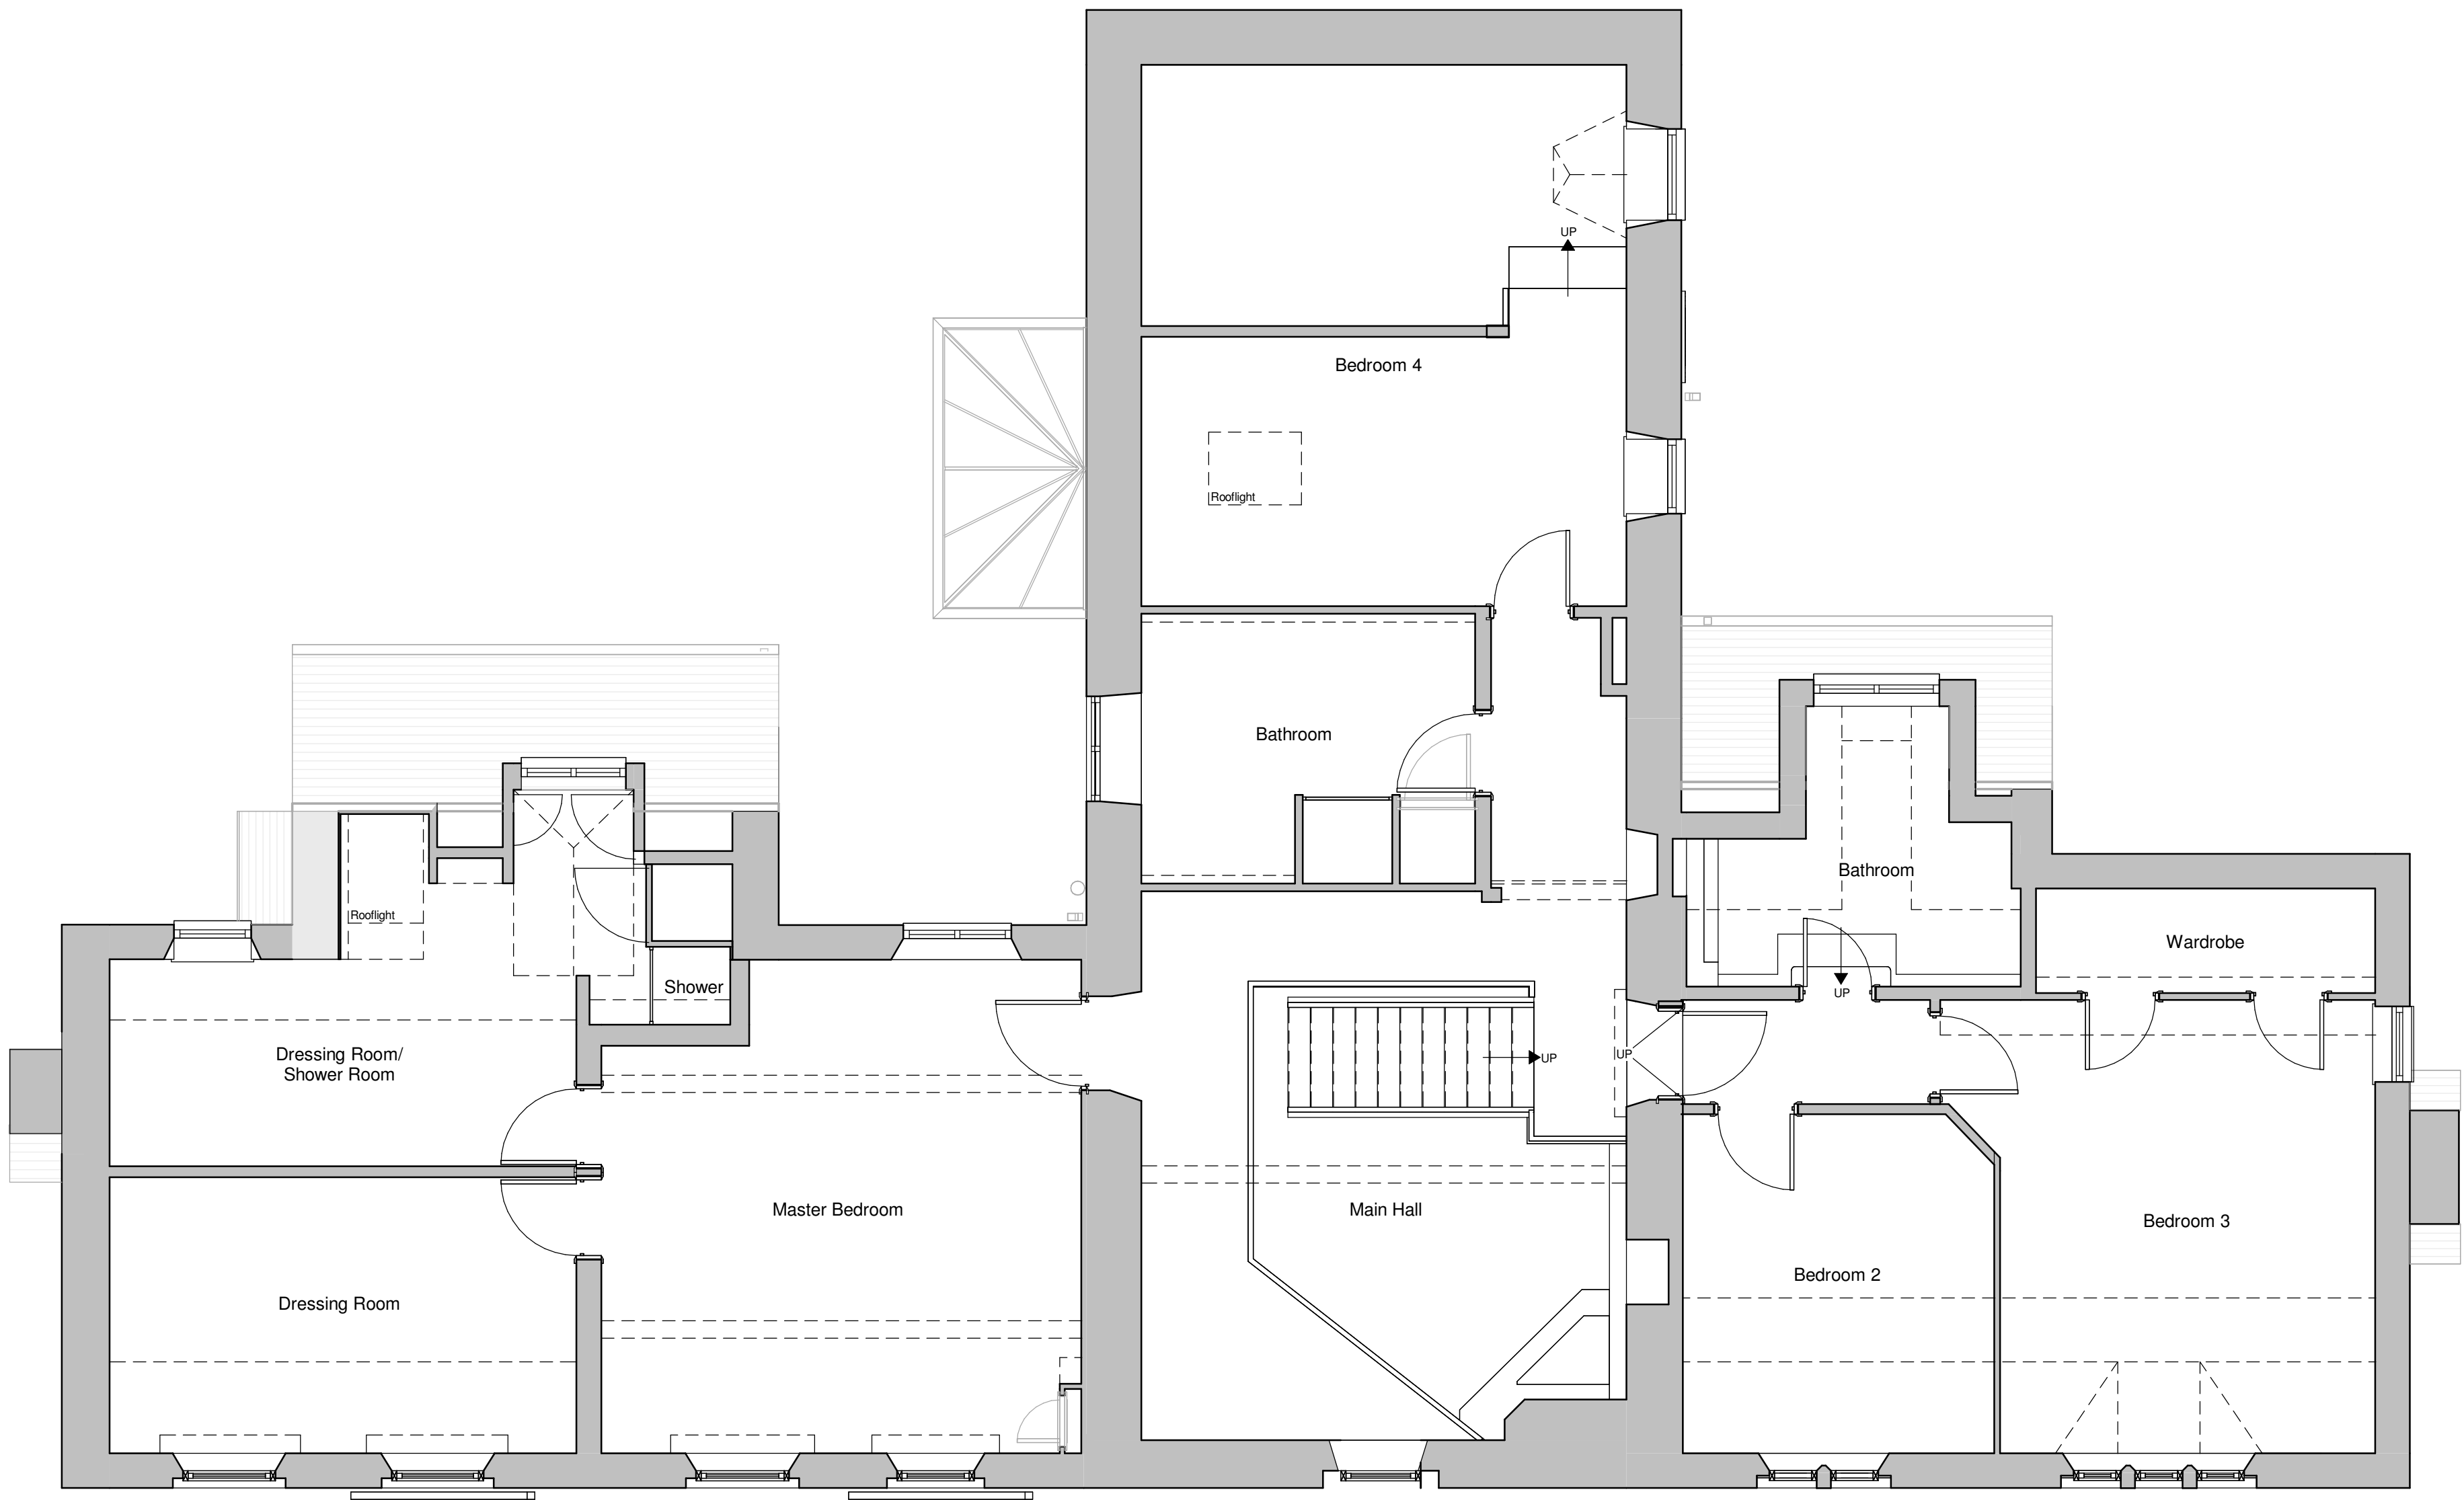 UP
Bedroom 4
Rooflight
Bathroom
Bathroom
Rooflight
Wardrobe
Shower
UP
Dressing Room/
Shower Room
UP
UP
Master Bedroom
Main Hall
Bedroom 3
Bedroom 2
Dressing Room